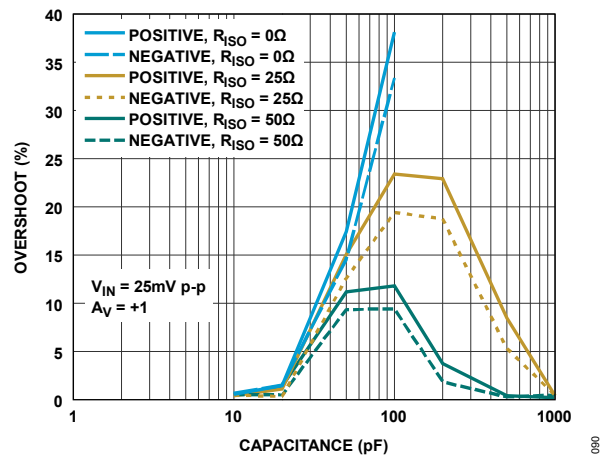 40
35
30
25
20
15
10
5
0
OVERSHOOT (%)
POSITIVE, RISO = 0Ω
NEGATIVE, RISO = 0Ω
POSITIVE, RISO = 25Ω
NEGATIVE, RISO = 25Ω
POSITIVE, RISO = 50Ω
NEGATIVE, RISO = 50Ω
VIN = 25mV p-p
AV = +1
1 10 100 1000
CAPACITANCE (pF)
090